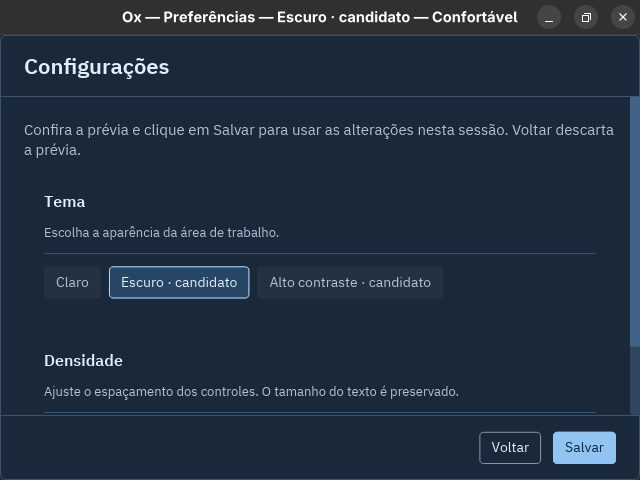 Ox — Preferências — Escuro · candidato — Confortável
Configurações
Confira a prévia e clique em Salvar para usar as alterações nesta sessão. Voltar descarta
a prévia.
Tema
Escolha a aparência da área de trabalho.
Claro
Escuro · candidato
Alto contraste · candidato
Densidade
Ajuste o espaçamento dos controles. O tamanho do texto é preservado.
Voltar
Salvar